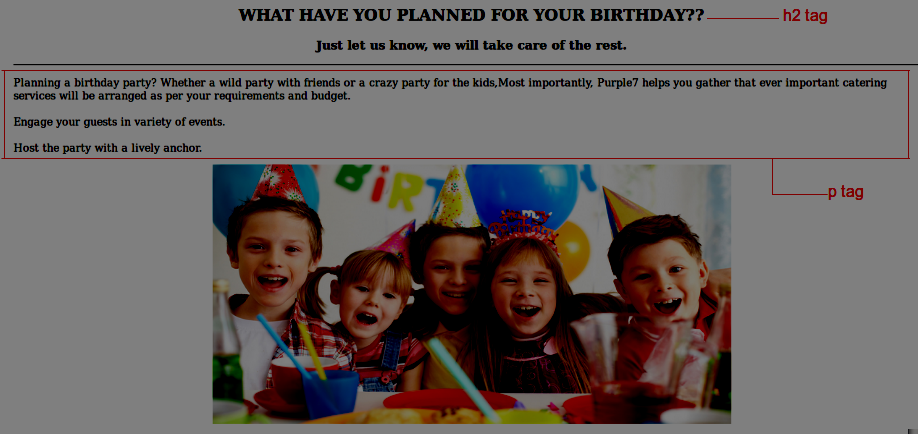 WHAT HAVE YOU PLANNED FOR YOUR BIRTHDAY??
h2 tag
Just let us know, we will take care of the rest.
Planning a birthday party? Whether a wild party with friends or a crazy party for the kids,Most importantly, Purple7 helps you gather that ever important catering
services will be arranged as per your requirements and budget.
Engage your guests in variety of events.
Host the party with a lively anchor.
p tag
BiRT